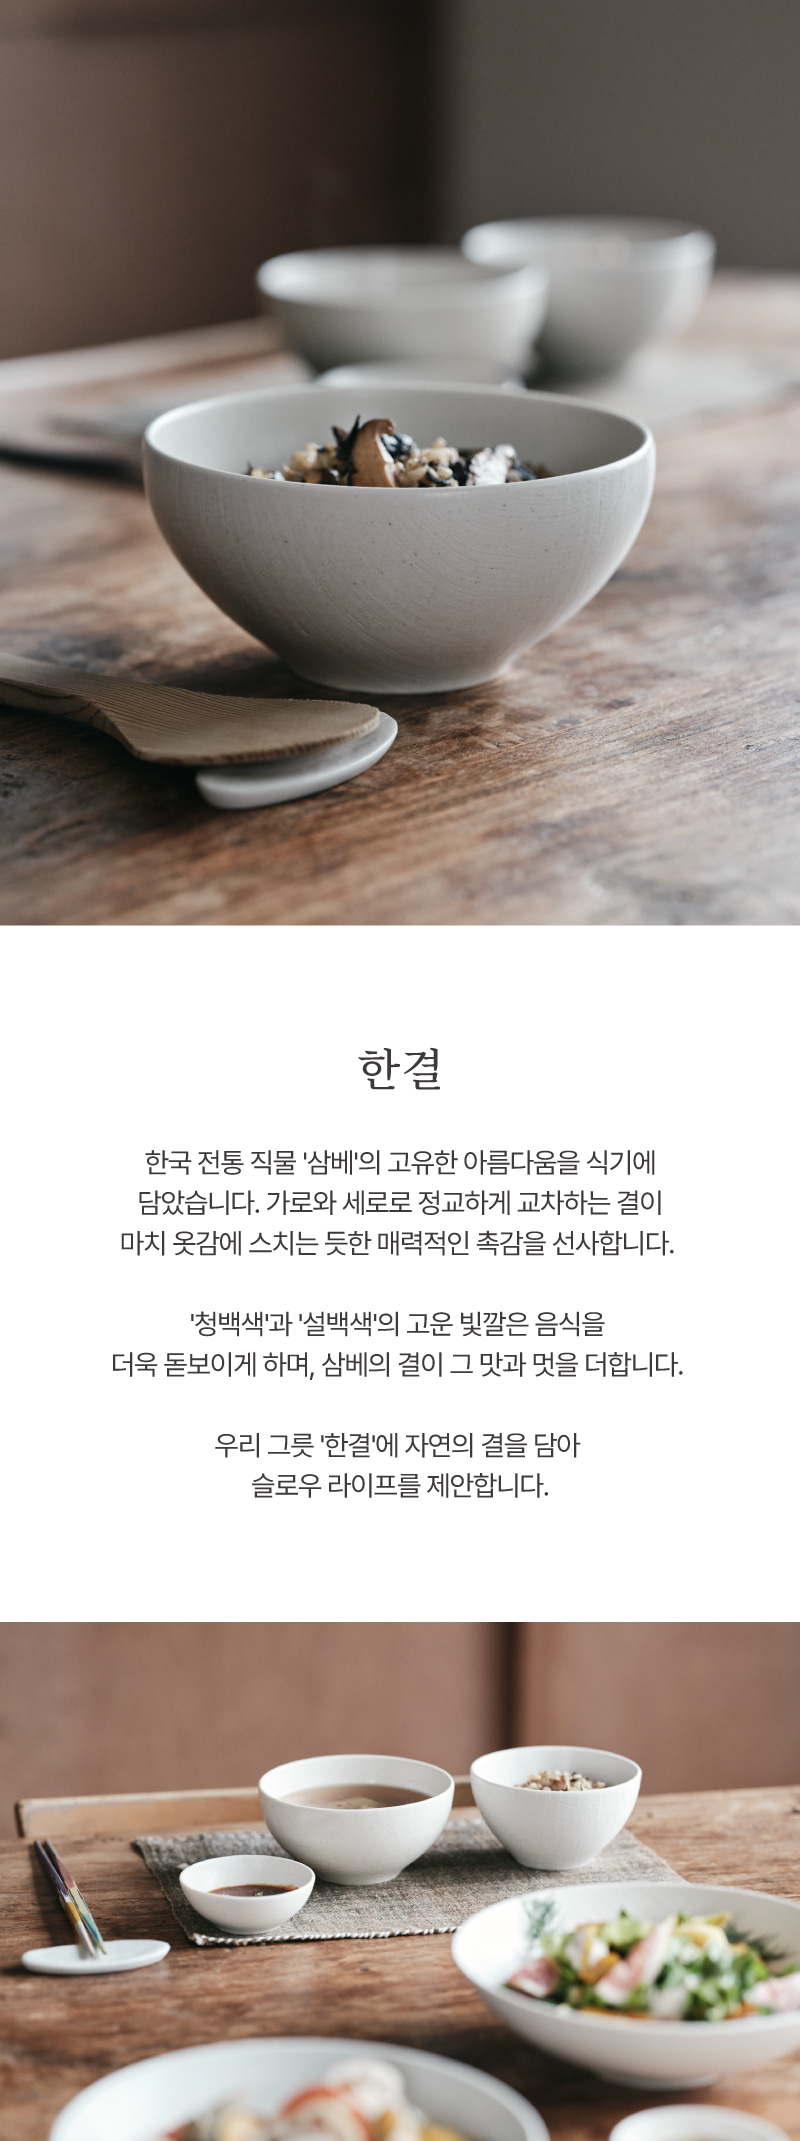 한결
한국 전통 직물 '삼베'의 고유한 아름다움을 식기에
담았습니다. 가로와 세로로 정교하게 교차하는 결이
마치 옷감에 스치는 듯한 매력적인 촉감을 선사합니다.
'청백색'과 '설백색'의 고운 빛깔은 음식을
더욱 돋보이게 하며, 삼베의 결이 그 맛과 멋을 더합니다.
우리 그릇 '한결'에 자연의 결을 담아
슬로우 라이프를 제안합니다.